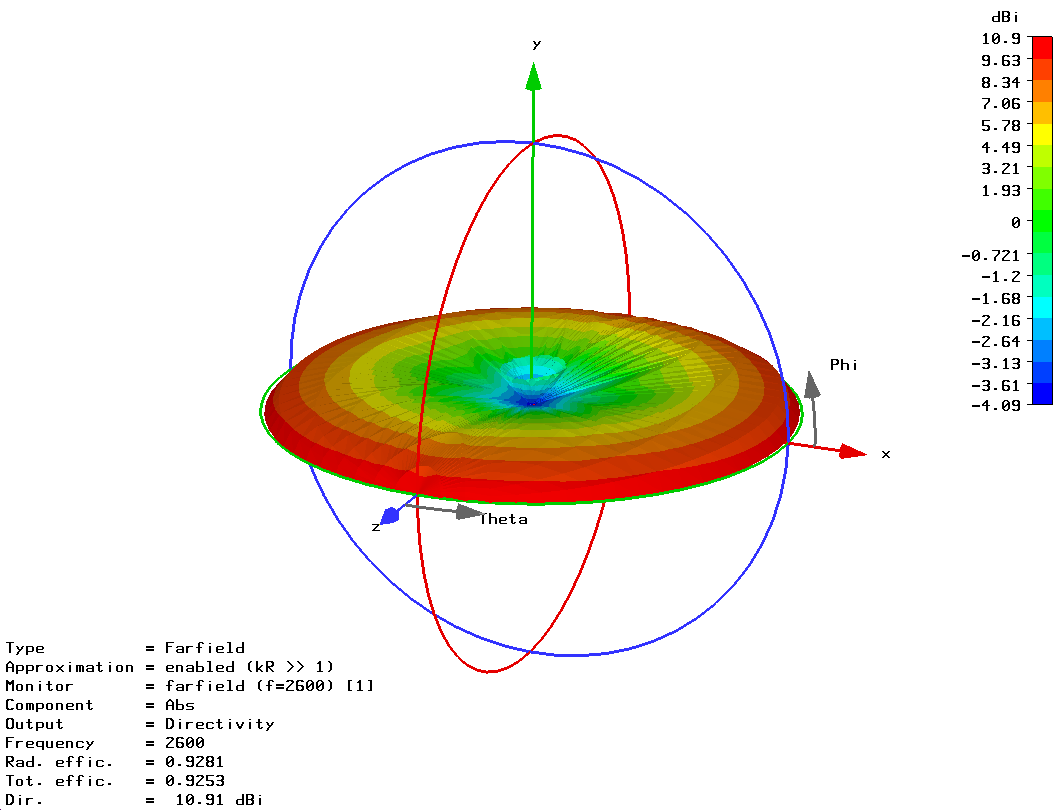 dBi
10.9
9.63
8.34
7.06
5.78
4.49
3.21
1.93
0
-0.721
-1.2
-1.68
-2.16
-2.64
-3.13
-3.61
-4.09
y
Phi
x
z
Theta
Type = Farfield
Approximation = enabled (kR >> 1)
Monitor = farfield (f=2600) [1]
Component = Abs
Output = Directivity
Frequency = 2600
Rad. effic. = 0.9281
Tot. effic. = 0.9253
Dir. = 10.91 dBi